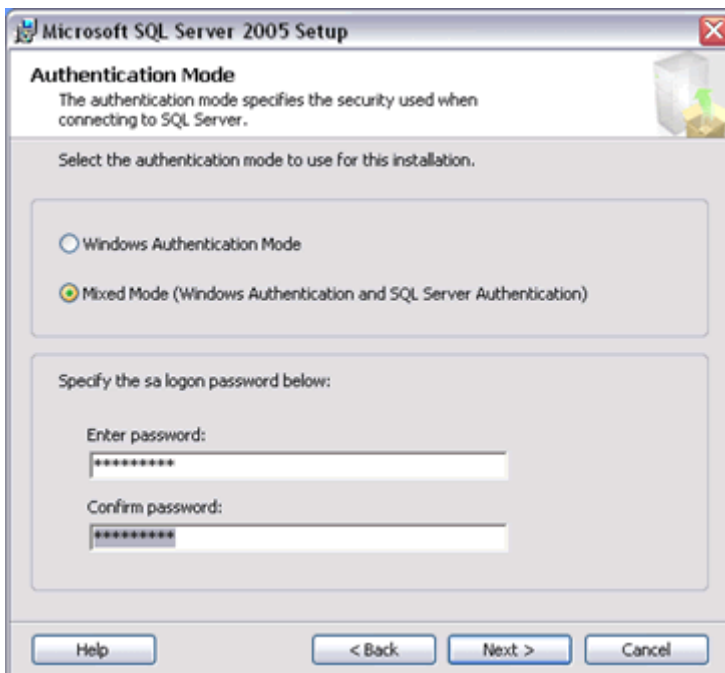 Microsoft SQL Server 2005 Setup
Authentication Mode
The authentication mode specifies the security used when
connecting to SQL Server.
Select the authentication mode to use for this installation.
Windows Authentication Mode
Mixed Mode (Windows Authentication and SQL Server Authentication)
Specify the sa logon password below:
Enter password:
*********
Confirm password:
*********
Help
< Back
Next >
Cancel